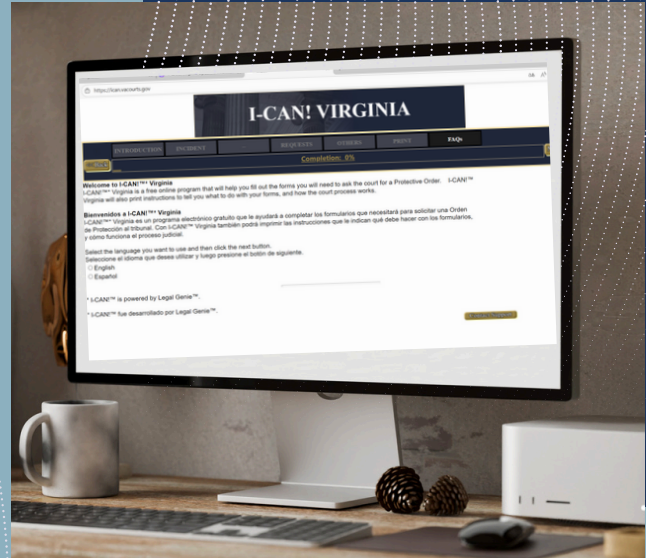 https://ican.vacourts.gov
I-CAN! VIRGINIA
INTRODUCTION INCIDENT REQUESTS OTHERS PRINT FAQs
Completion: 0%
Welcome to I-CAN!™* Virginia
I-CAN!™* Virginia is a free online program that will help you fill out the forms you will need to ask the court for a Protective Order. I-CAN!™
Virginia will also print instructions to tell you what to do with your forms, and how the court process works.
Bienvenidos a I-CAN!™* Virginia
I-CAN!™* Virginia es un programa electrónico gratuito que le ayudará a completar los formularios que necesitará para solicitar una Orden
de Protección al tribunal. Con I-CAN!™ Virginia también podrá imprimir las instrucciones que le indican qué debe hacer con los formularios,
y cómo funciona el proceso judicial.
Select the language you want to use and then click the next button.
Seleccione el idioma que desea utilizar y luego presione el botón de siguiente.
English
Español
* I-CAN!™ is powered by Legal Genie™.
* I-CAN!™ fue desarrollado por Legal Genie™.